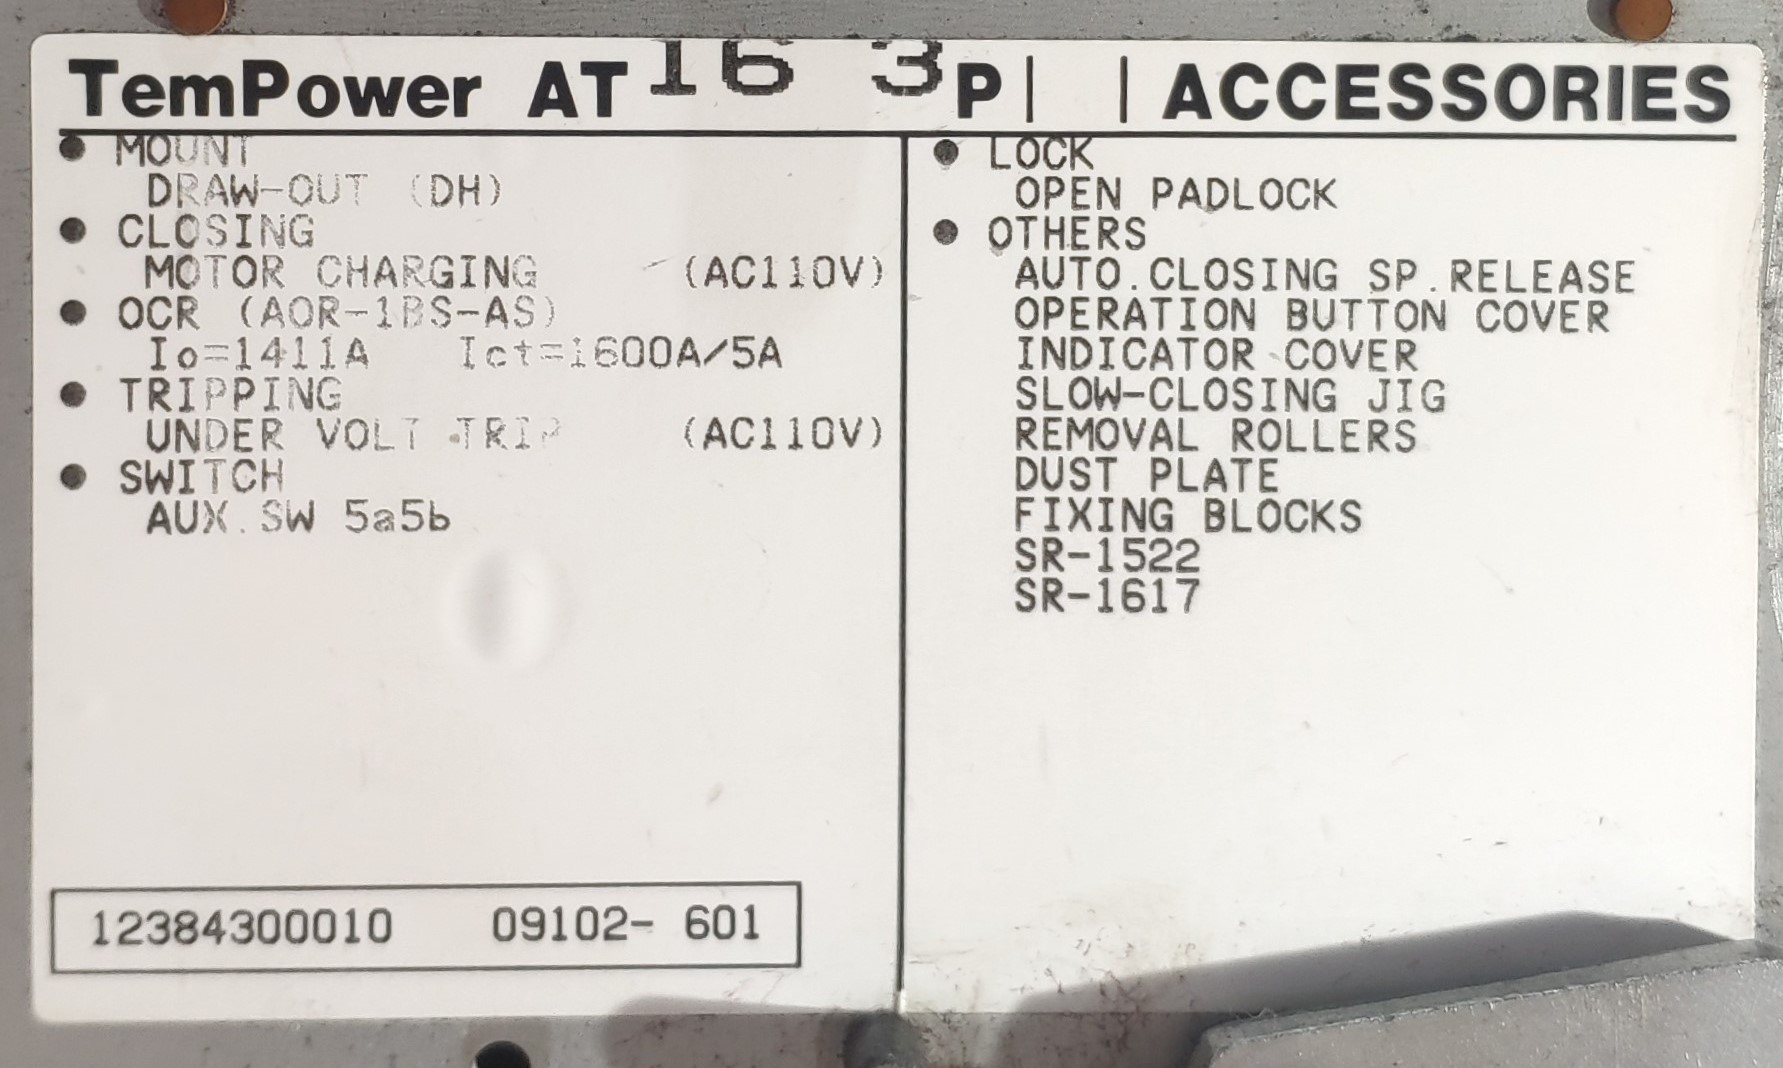 TemPower AT 16 3 P| | ACCESSORIES
● MOUNT
DRAW-OUT (DH)
● CLOSING
MOTOR CHARGING (AC110V)
● OCR (AOR-1BS-AS)
Io=1411A Ict=1600A/5A
● TRIPPING
UNDER VOLT.TRIP (AC110V)
● SWITCH
AUX.SW 5a5b
12384300010 09102- 601
● LOCK
OPEN PADLOCK
● OTHERS
AUTO.CLOSING SP.RELEASE
OPERATION BUTTON COVER
INDICATOR COVER
SLOW-CLOSING JIG
REMOVAL ROLLERS
DUST PLATE
FIXING BLOCKS
SR-1522
SR-1617